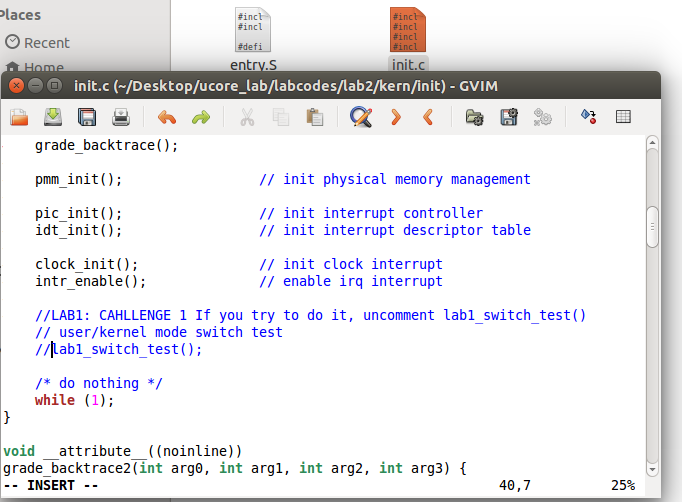 Places
Recent
Home
#incl
#incl
#defi
entry.S
#incl
#incl
#incl
#incl
init.c
init.c (~/Desktop/ucore_lab/labcodes/lab2/kern/init) - GVIM
grade_backtrace();
pmm_init(); // init physical memory management
pic_init(); // init interrupt controller
idt_init(); // init interrupt descriptor table
clock_init(); // init clock interrupt
intr_enable(); // enable irq interrupt
//LAB1: CAHLLENGE 1 If you try to do it, uncomment lab1_switch_test()
// user/kernel mode switch test
//lab1_switch_test();
/* do nothing */
while (1);
}
void __attribute__((noinline))
grade_backtrace2(int arg0, int arg1, int arg2, int arg3) {
-- INSERT -- 40,7 25%